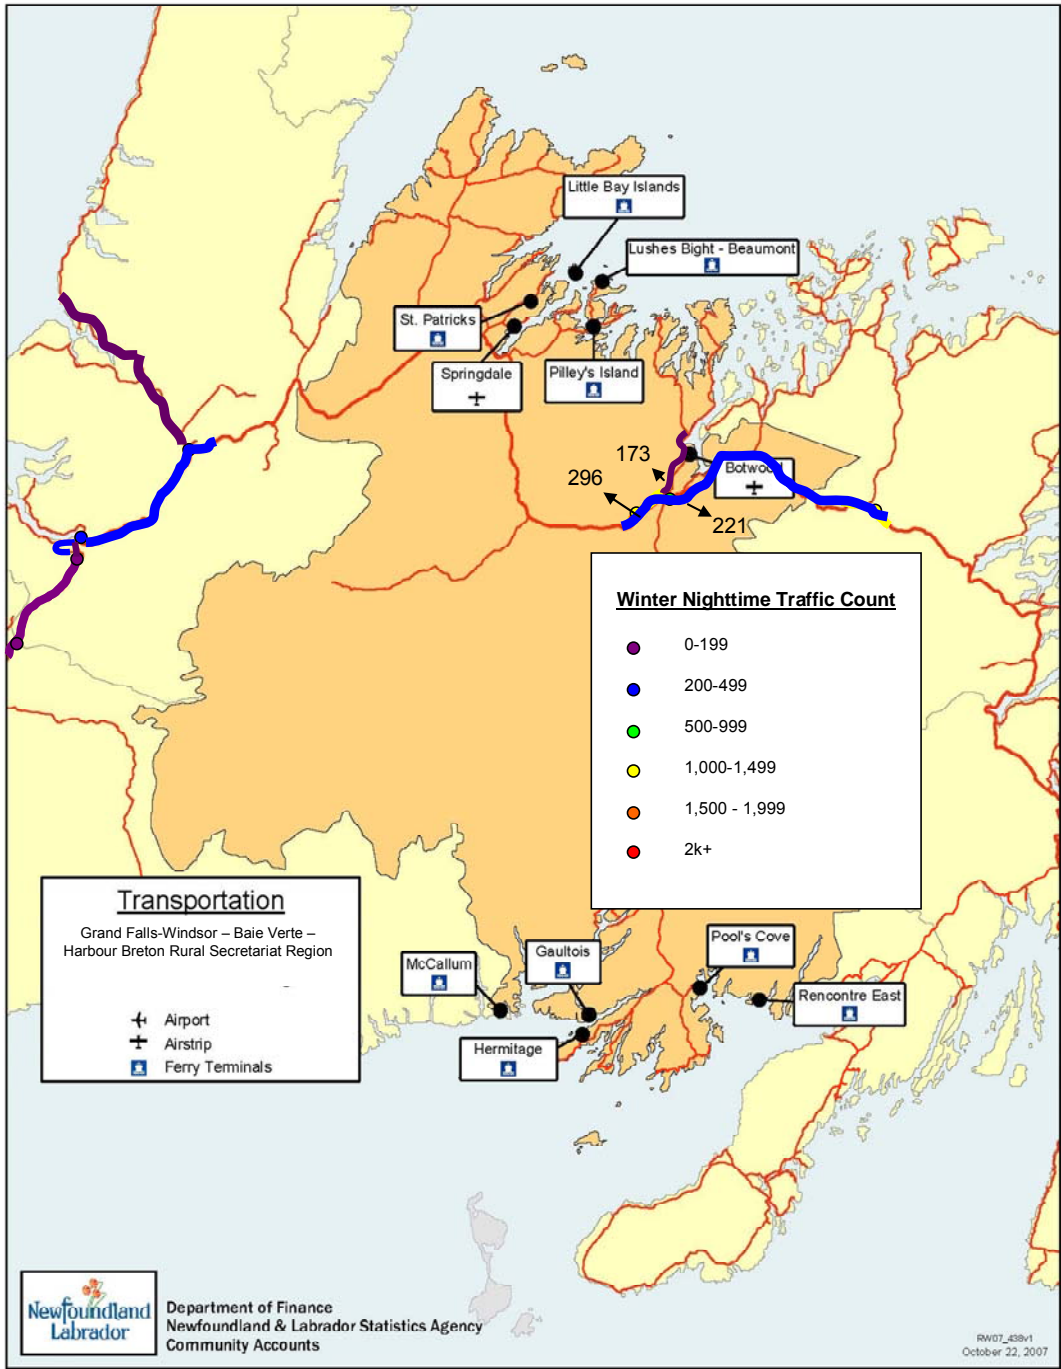 Little Bay Islands
Lushes Bight - Beaumont
St. Patricks
Springdale
Pilley's Island
173
296
Botwood
221
Winter Nighttime Traffic Count
0-199
200-499
500-999
1,000-1,499
1,500 - 1,999
2k+
Transportation
Grand Falls-Windsor – Baie Verte –
Harbour Breton Rural Secretariat Region
Airport
Airstrip
Ferry Terminals
McCallum
Gaultois
Pool's Cove
Rencontre East
Hermitage
Newfoundland
Labrador
Department of Finance
Newfoundland & Labrador Statistics Agency
Community Accounts
RW07_438v1
October 22, 2007